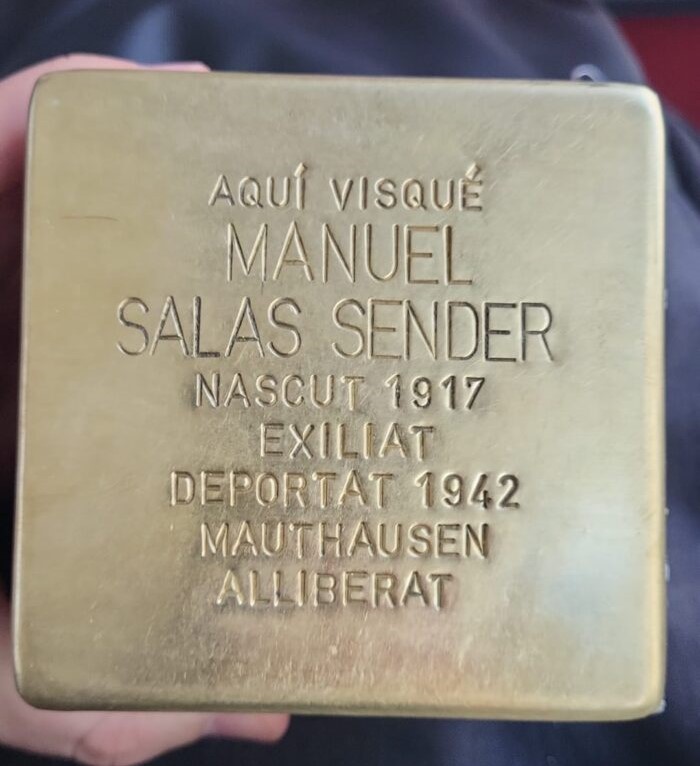 AQUÍ VISQUÉ
MANUEL
SALAS SENDER
NASCUT 1917
EXILIAT
DEPORTAT 1942
MAUTHAUSEN
ALLIBERAT